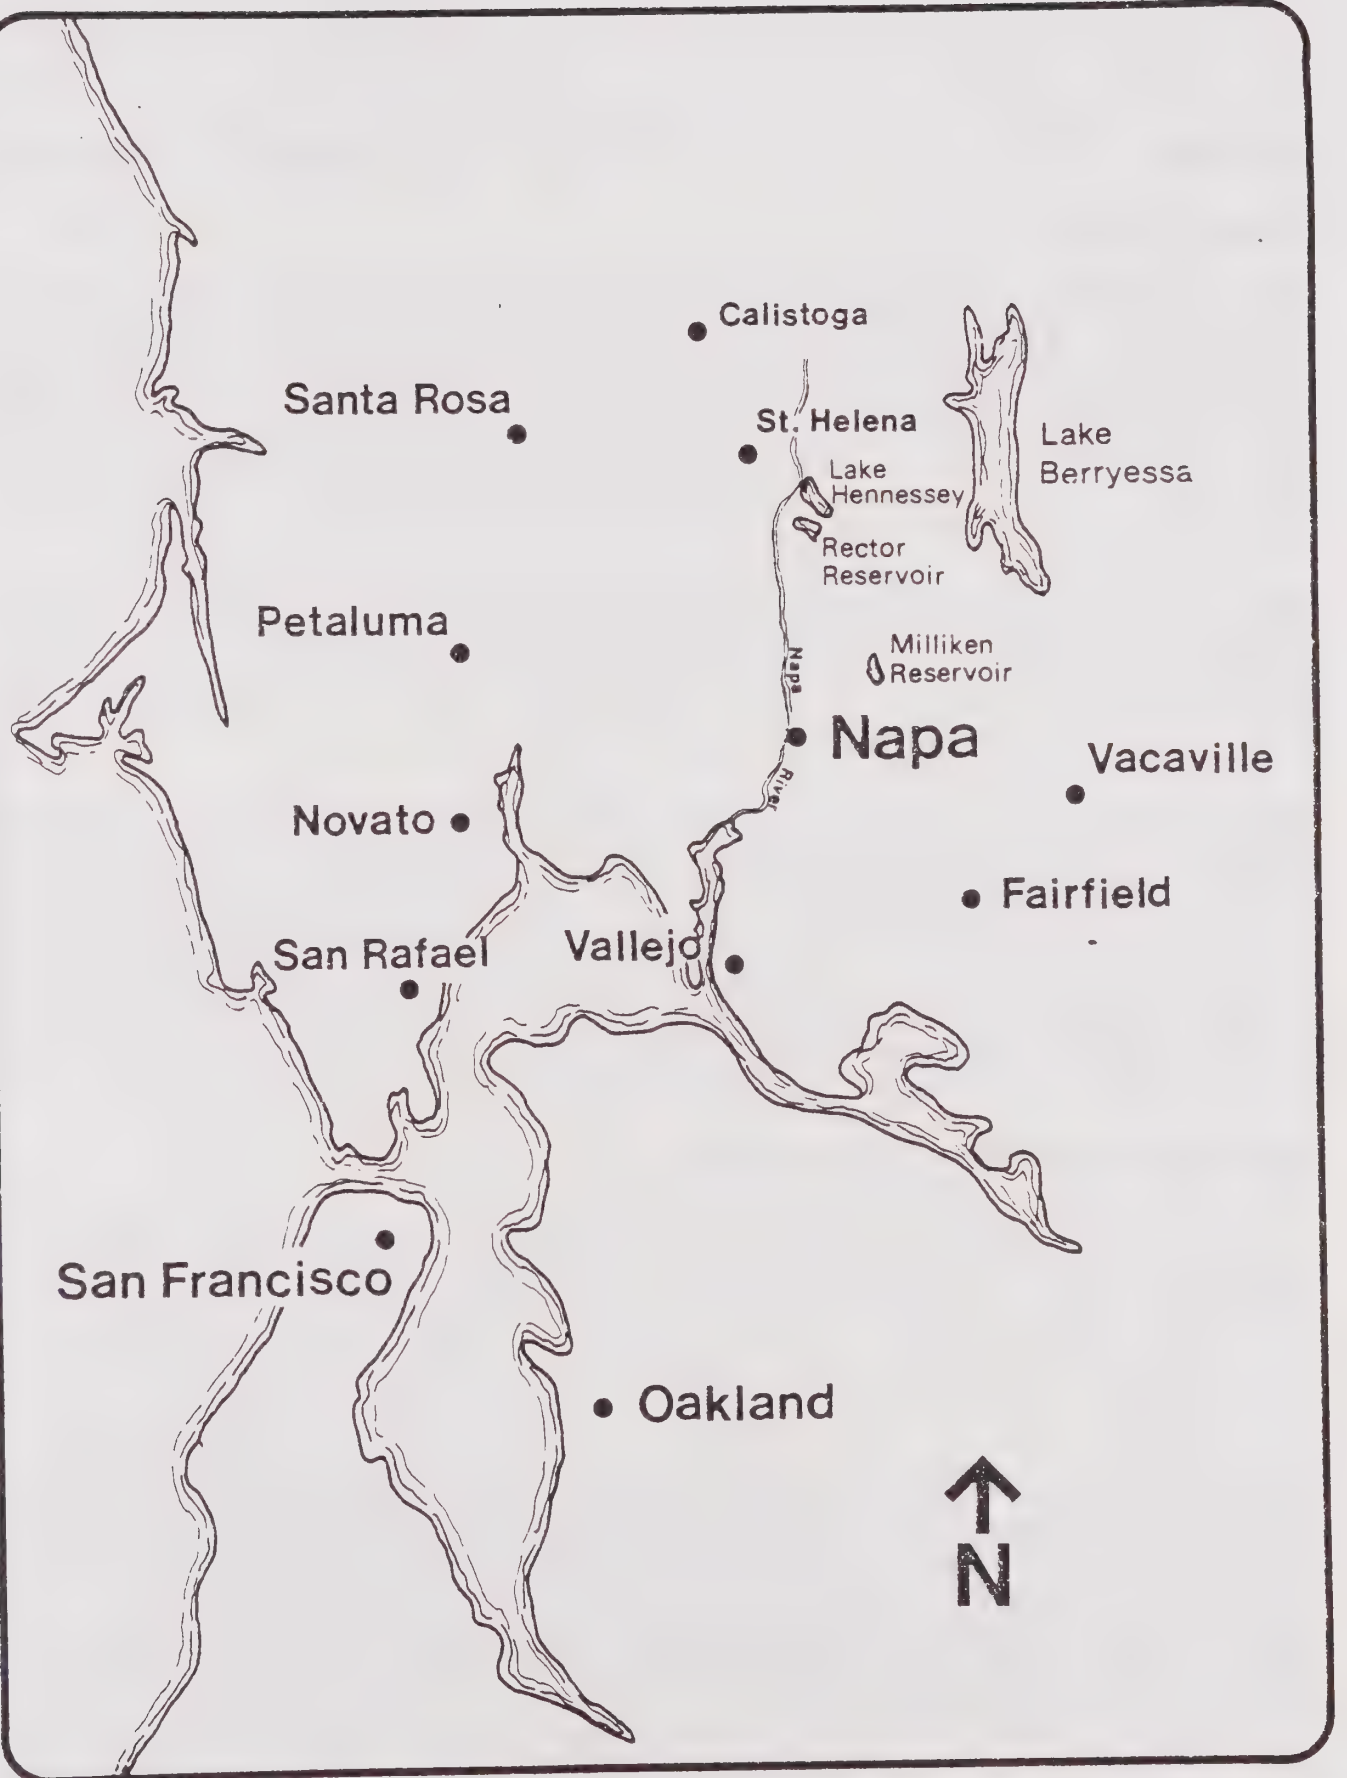 Calistoga
Santa Rosa
St. Helena
Lake
Berryessa
Lake
Hennessey
Rector
Reservoir
Petaluma
Milliken
Reservoir
Napa
River
Napa
Vacaville
Novato
Fairfield
San Rafael
Vallejo
San Francisco
Oakland
N